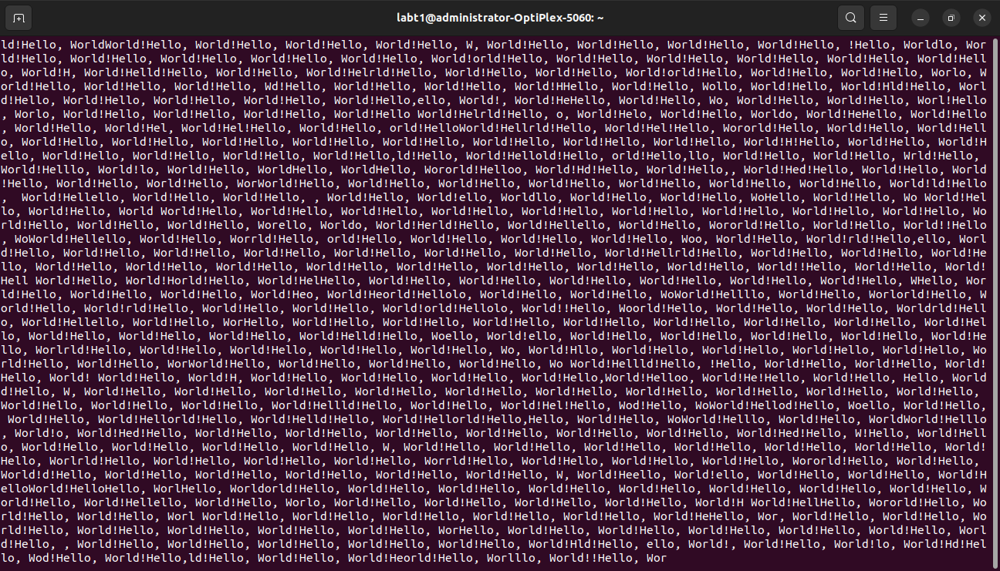 labt1@administrator-OptiPlex-5060: ~
ld!Hello, WorldWorld!Hello, World!Hello, World!Hello, World!Hello, W, World!Hello, World!Hello, World!Hello, World!Hello, !Hello, Worldlo, Wor
ld!Hello, World!Hello, World!Hello, World!Hello, World!Hello, World!orld!Hello, World!Hello, World!Hello, World!Hello, World!Hello, World!Hell
o, World!H, World!Helld!Hello, World!Hello, World!Helrld!Hello, World!Hello, World!Hello, World!orld!Hello, World!Hello, World!Hello, Worlo, W
orld!Hello, World!Hello, World!Hello, Wd!Hello, World!Hello, World!Hello, World!HHello, World!Hello, Wollo, World!Hello, World!Hld!Hello, Worl
d!Hello, World!Hello, World!Hello, World!Hello, World!Hello,ello, World!, World!HeHello, World!Hello, Wo, World!Hello, World!Hello, Worl!Hello
, Worlo, World!Hello, World!Hello, World!Hello, World!Hello World!Helrld!Hello, o, World!Helo, World!Hello, Worldo, World!HeHello, World!Hello
, World!Hello, World!Hel, World!Hel!Hello, World!Hello, orld!HelloWorld!Hellrld!Hello, World!Hel!Hello, Wororld!Hello, World!Hello, World!Hell
o, World!Hello, World!Hello, World!Hello, World!Hello, World!Hello, World!Hello, World!Hello, World!Hello, World!H!Hello, World!Hello, World!H
ello, World!Hello, World!Hello, World!Hello, World!Hello,ld!Hello, World!Hellold!Hello, orld!Hello,llo, World!Hello, World!Hello, Wrld!Hello,
World!Helllo, World!lo, World!Hello, WorldHello, WorldHello, Wororld!Helloo, World!Hd!Hello, World!Hello,, World!Hed!Hello, World!Hello, World
!Hello, World!Hello, World!Hello, WorWorld!Hello, World!Hello, World!Hello, World!Hello, World!Hello, World!Hello, World!Hello, World!ld!Hello
,  World!Hellello, World!Hello, World!Hello, , World!Hello, World!ello, Worldllo, World!Hello, World!Hello, WoHello, World!Hello, Wo World!Hel
lo, World!Hello, World World!Hello, World!Hello, World!Hello, World!Hello, World!Hello, World!Hello, World!Hello, World!Hello, World!Hello, Wo
rld!Hello, World!Hello, World!Hello, Worello, Worldo, World!Herld!Hello, World!Hellello, World!Hello, Wororld!Hello, World!Hello, World!!Hello
, WoWorld!Hellello, World!Hello, Worrld!Hello, orld!Hello, World!Hello, World!Hello, World!Hello, Woo, World!Hello, World!rld!Hello,ello, Worl
d!Hello, World!Hello, World!Hello, World!Hello, World!Hello, World!Hello, World!Hellrld!Hello, World!Hello, World!Hello, World!Hello, World!He
llo, World!Hello, World!Hello, World!Hello, World!Hello, World!Hello, World!Hello, World!Hello, World!!Hello, World!Hello, World!Hello, World!
Hell World!Hello, World!Horld!Hello, World!HelHello, World!Hello, World!Hello, World!Hello, World!Hello, World!Hello, World!Hello, WHello, Wor
ld!Hello, World!Hello, World!Hello, World!Heo, World!Heorld!Hellolo, World!Hello, World!Hello, WoWorld!Hellllo, World!Hello, Worlorld!Hello, W
orld!Hello, World!rld!Hello, World!Hello, World!Hello, World!orld!Hellolo, World!!Hello, Woorld!Hello, World!Hello, World!Hello, Worldrld!Hell
o, World!Hellello, World!Hello, WorHello, World!Hello, World!Hello, World!Hello, World!Hello, World!Hello, World!Hello, World!Hello, World!Hel
lo, World!Hello, World!Hello, World!Hello, World!Helld!Hello, Woello, World!ello, World!Hello, World!Hello, World!Hello, World!Hello, World!He
llo, Worlrld!Hello, World!Hello, World!Hello, World!Hello, World!Hello, Wo, World!Hllo, World!Hello, World!Hello, World!Hello, World!Hello, Wo
rld!Hello, World!Hello, WorWorld!Hello, World!Hello, World!Hello, World!Hello, Wo World!Hellld!Hello, !Hello, World!Hello, World!Hello, World!
Hello, World! World!Hello, World!H, World!Hello, World!Hello, World!Hello, World!Hello,World! World!Helloo, World!He!Hello, World!Hello, Hello, World
d!Hello, W, World!Hello, World!Hello, World!Hello, World!Hello, World!Hello, World!Hello, World!Hello, World!Hello, World!Hello, World!Hello,
World!Hello, World!Hello, World!Hello, World!Hellld!Hello, World!Hello, World!Hel!Hello, Wod!Hello, WoWorld!Hellod!Hello, Woello, World!Hello,
 World!Hello, World!Hellorld!Hello, World!Helld!Hello, World!Hellorld!Hello,Hello, World!Hello, WoWorld!Helllo, World!Hello, WorldWorld!Helllo
, World!o, World!Hed!Hello, World!Hello, World!Hello, World!Hello, World!Hello, World!Hello, World!Hello, World!Hed!Hello, W!Hello, World!Hell
o, World!Hello, World!Hello, World!Hello, World!Hello, W, World!Hello, World!Hello, World!Hello, World!Hello, World!Hello, World!Hello, World!
Hello, Worlrld!Hello, World!Hello, World!Hello, World!Hello, Worrld!Hello, World!Hello, World!Hello, World!Hello, Wororld!Hello, World!Hello,
World!d!Hello, World!Hello, World!Hello, World!Hello, World!Hello, World!Hello, W, World!Heello, World!ello, World!Hello, World!Hello, World!H
elloWorld!HelloHello, WorlHello, Worldorld!Hello, World!Hello, World!Hello, World!Hello, World!Hello, World!Hello, World!Hello, World!Hello, W
orld!Hello, World!Hellello, World!Hello, Worlo, World!Hello, World!Hello, World!Hello, World!Hello, World!H World!HellHello, Wororld!Hello, Wo
rld!Hello, World!Hello, Worl World!Hello, World!Hello, World!Hello, World!Hello, World!Hello, World!HeHello, Wor, World!Hello, World!Hello, Wo
rld!Hello, World!Hello, World!Hello, World!Hello, World!Hello, WorHello, World!Hello, World!Hello, World!Hello, World!Hello, World!Hello, Worl
d!Hello, , World!Hello, World!Hello, World!Hello, World!Hello, World!Hld!Hello, ello, World!, World!Hello, World!lo, World!Hd!Hel
lo, Wod!Hello, World!Hello,ld!Hello, World!Hello, World!Heorld!Hello, Worllo, World!!Hello, Wor